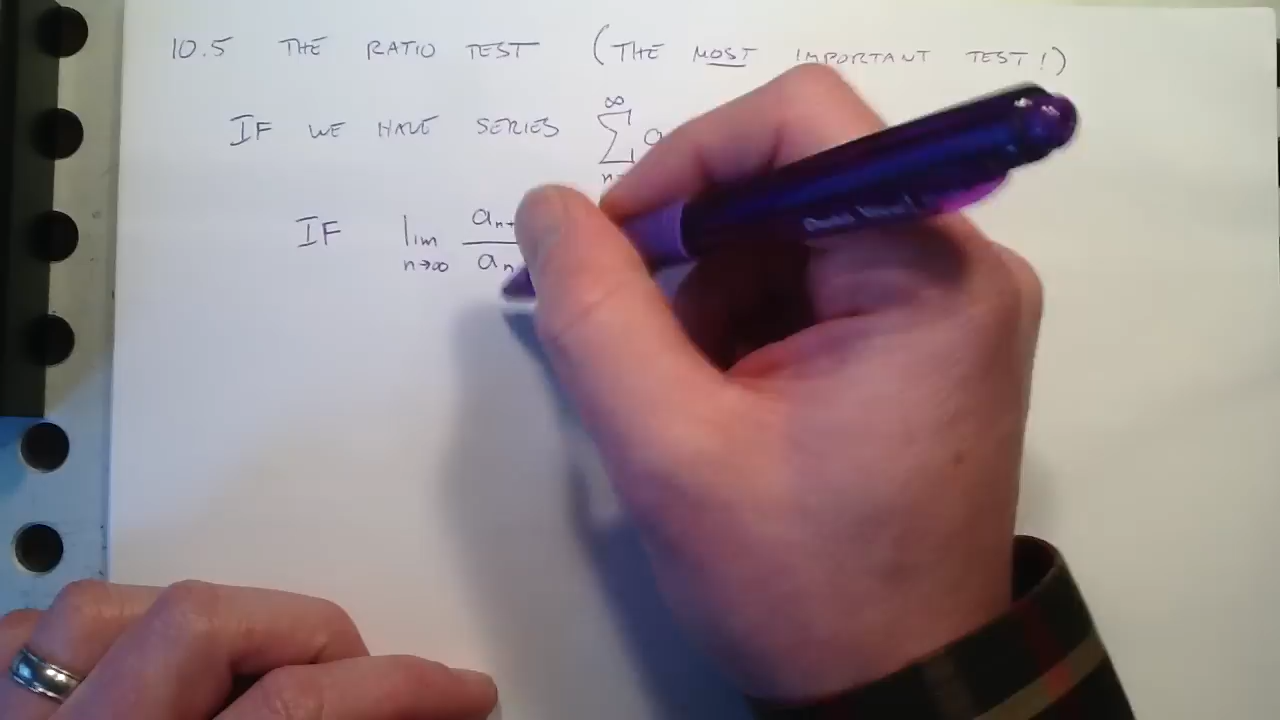 10.5 THE RATIO TEST (THE MOST IMPORTANT TEST!)
IF WE HAVE SERIES ∞ ∑ a n
IF lim n→∞ a n+ / a n